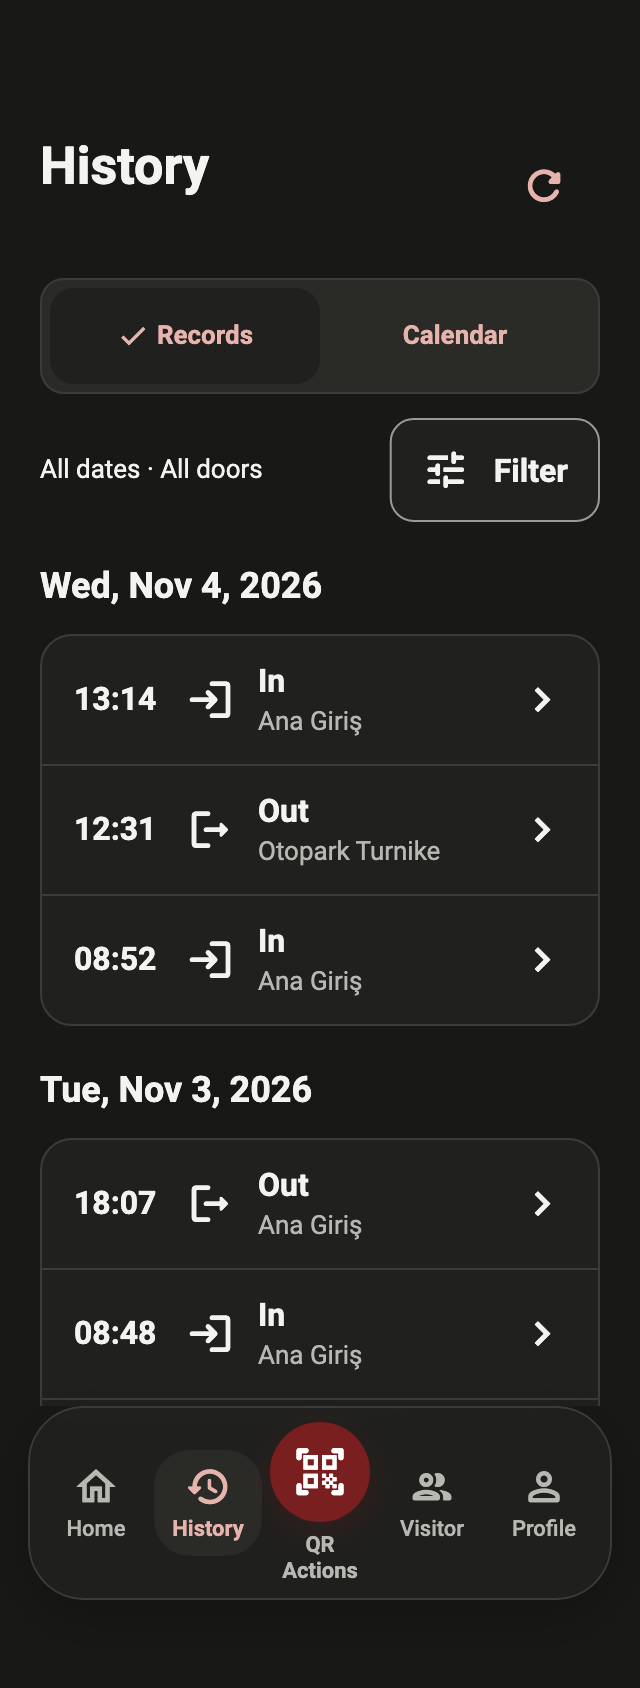 History
Records
Calendar
All dates · All doors
Filter
Wed, Nov 4, 2026
13:14
In
Ana Giriş
12:31
Out
Otopark Turnike
08:52
In
Ana Giriş
Tue, Nov 3, 2026
18:07
Out
Ana Giriş
08:48
In
Ana Giriş
Home
History
QR
Actions
Visitor
Profile